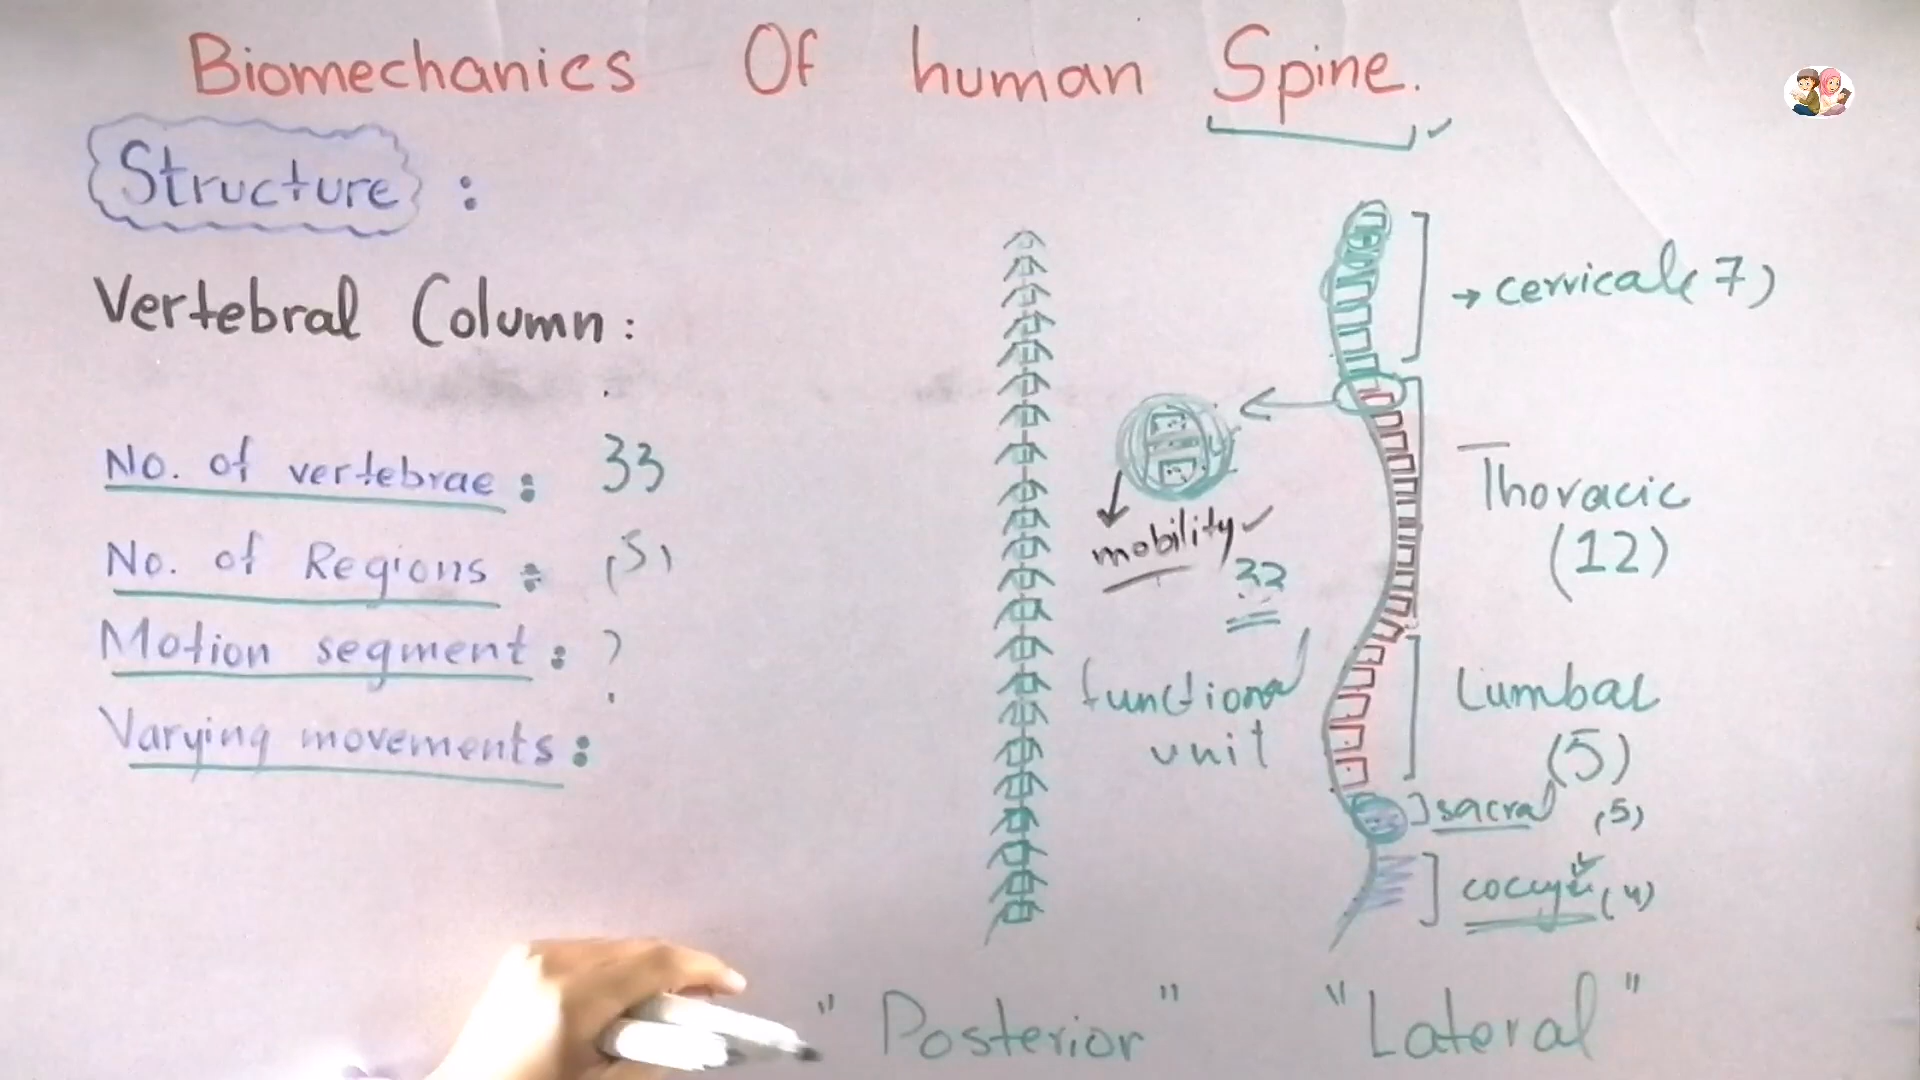 Biomechanics Of human Spine.
Structure :
Vertebral Column :
No. of vertebrae : 33
No. of Regions : (5)
Motion segment : ?
Varying movements :
mobility
33
functional
unit
→ cervical (7)
Thoracic
(12)
Lumbar
(5)
sacral (5)
coccyx (4)
" Posterior "
"Lateral"